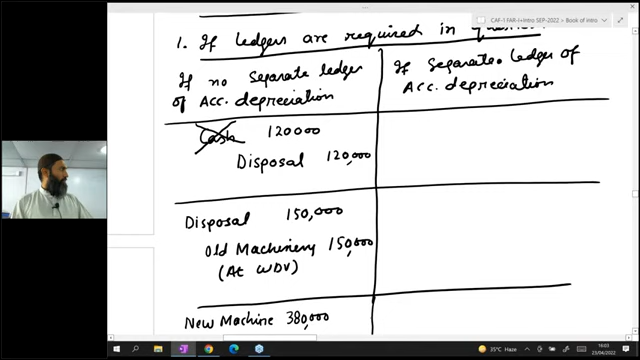 CAF-1 FAR-I+Intro SEP-2022 > Book of intro
1. If ledgers are required in question
If no separate ledger
of Acc. depreciation
If separate ledger of
Acc. depreciation
Cash 120000
Disposal 120,000
Disposal 150,000
Old Machinery 150,000
(At WDV)
New Machine 380,000
35°C Haze
16:03
23/04/2022